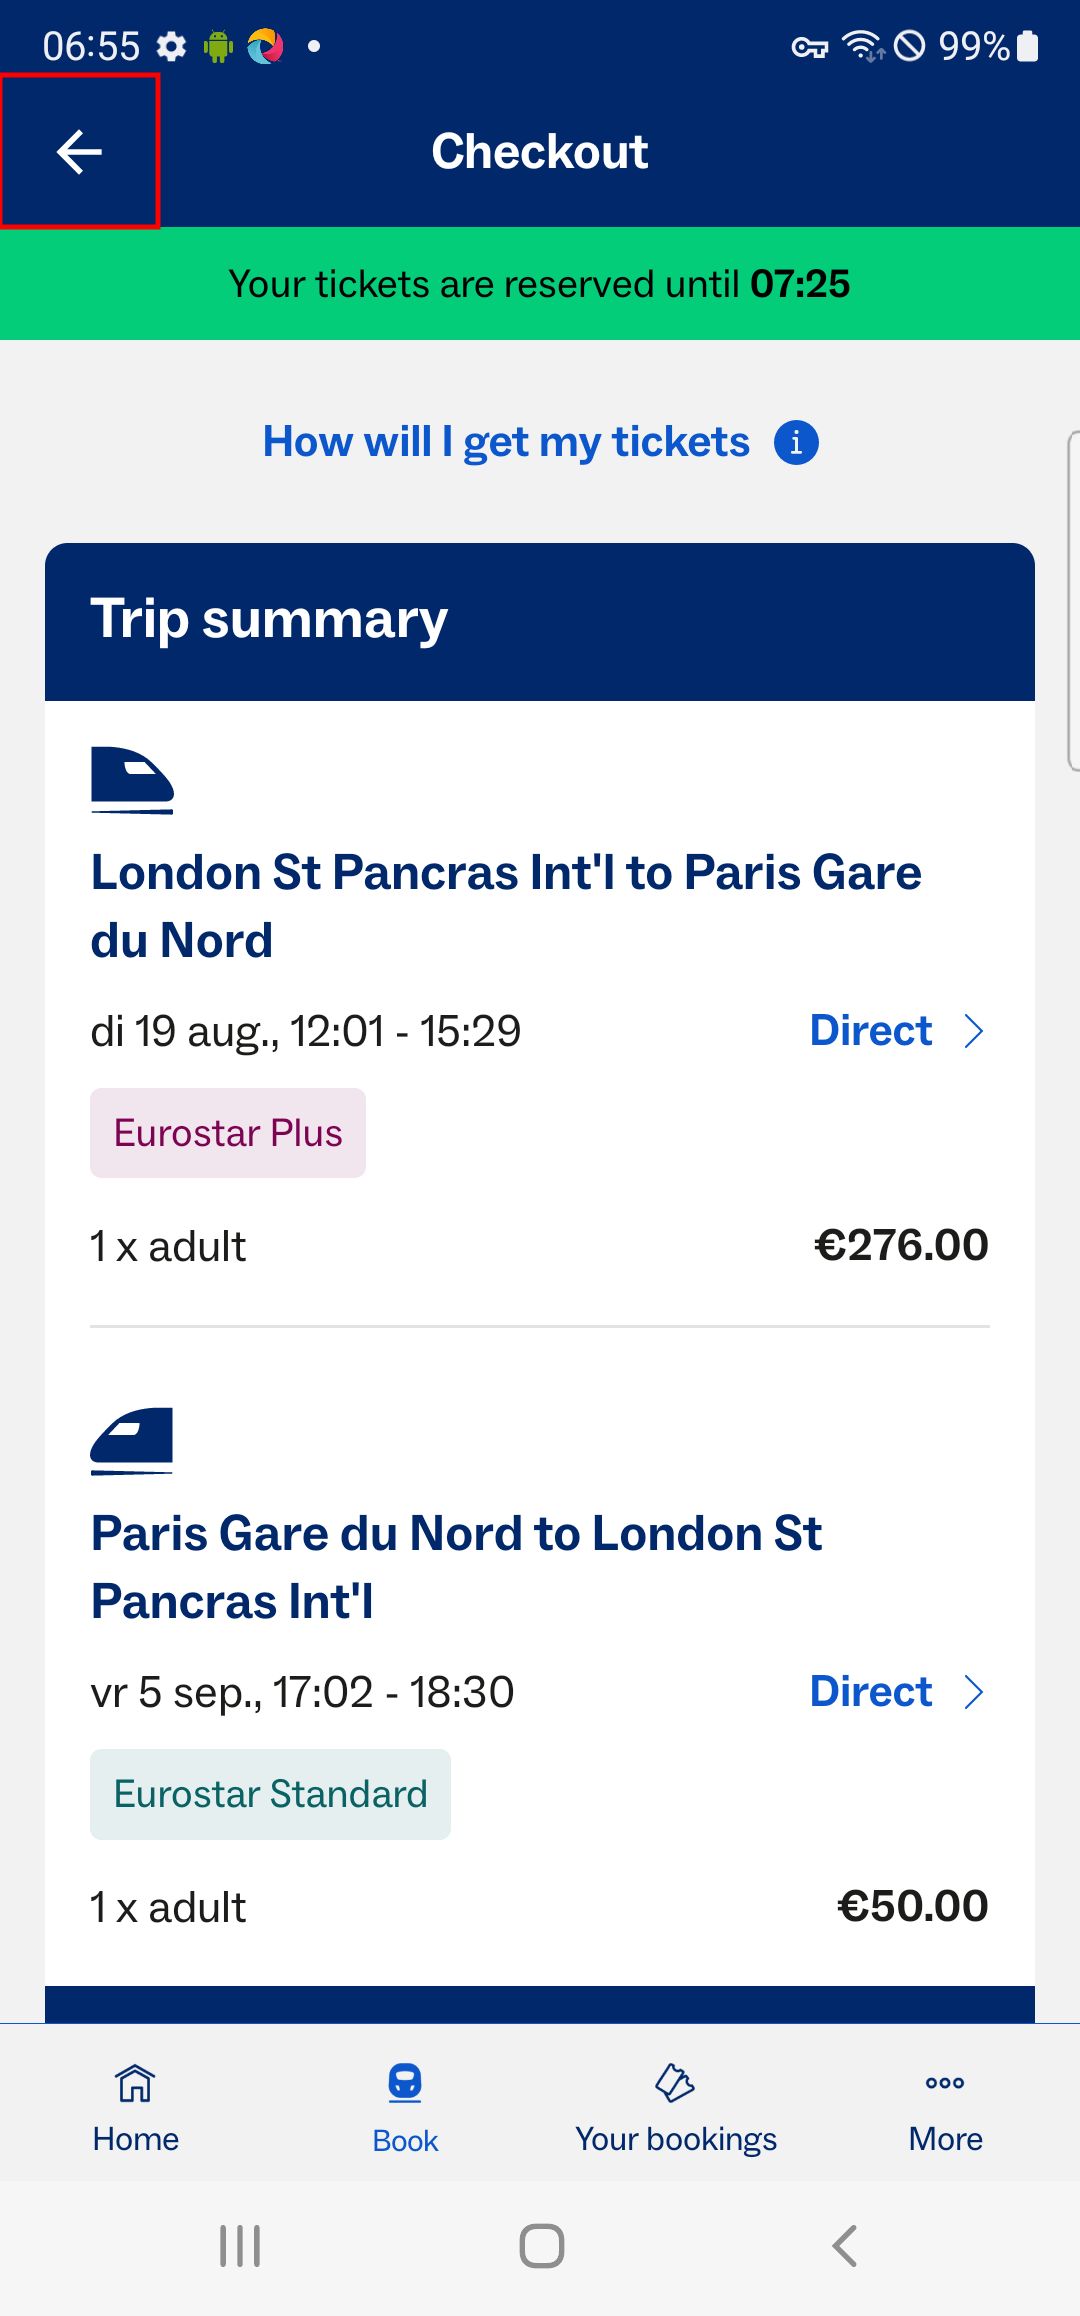 06:55
99%
Checkout
Your tickets are reserved until 07:25
How will I get my tickets i
Trip summary
London St Pancras Int'l to Paris Gare
du Nord
di 19 aug., 12:01 - 15:29
Direct
Eurostar Plus
1 x adult
€276.00
Paris Gare du Nord to London St
Pancras Int'l
vr 5 sep., 17:02 - 18:30
Direct
Eurostar Standard
1 x adult
€50.00
Home
Book
Your bookings
More